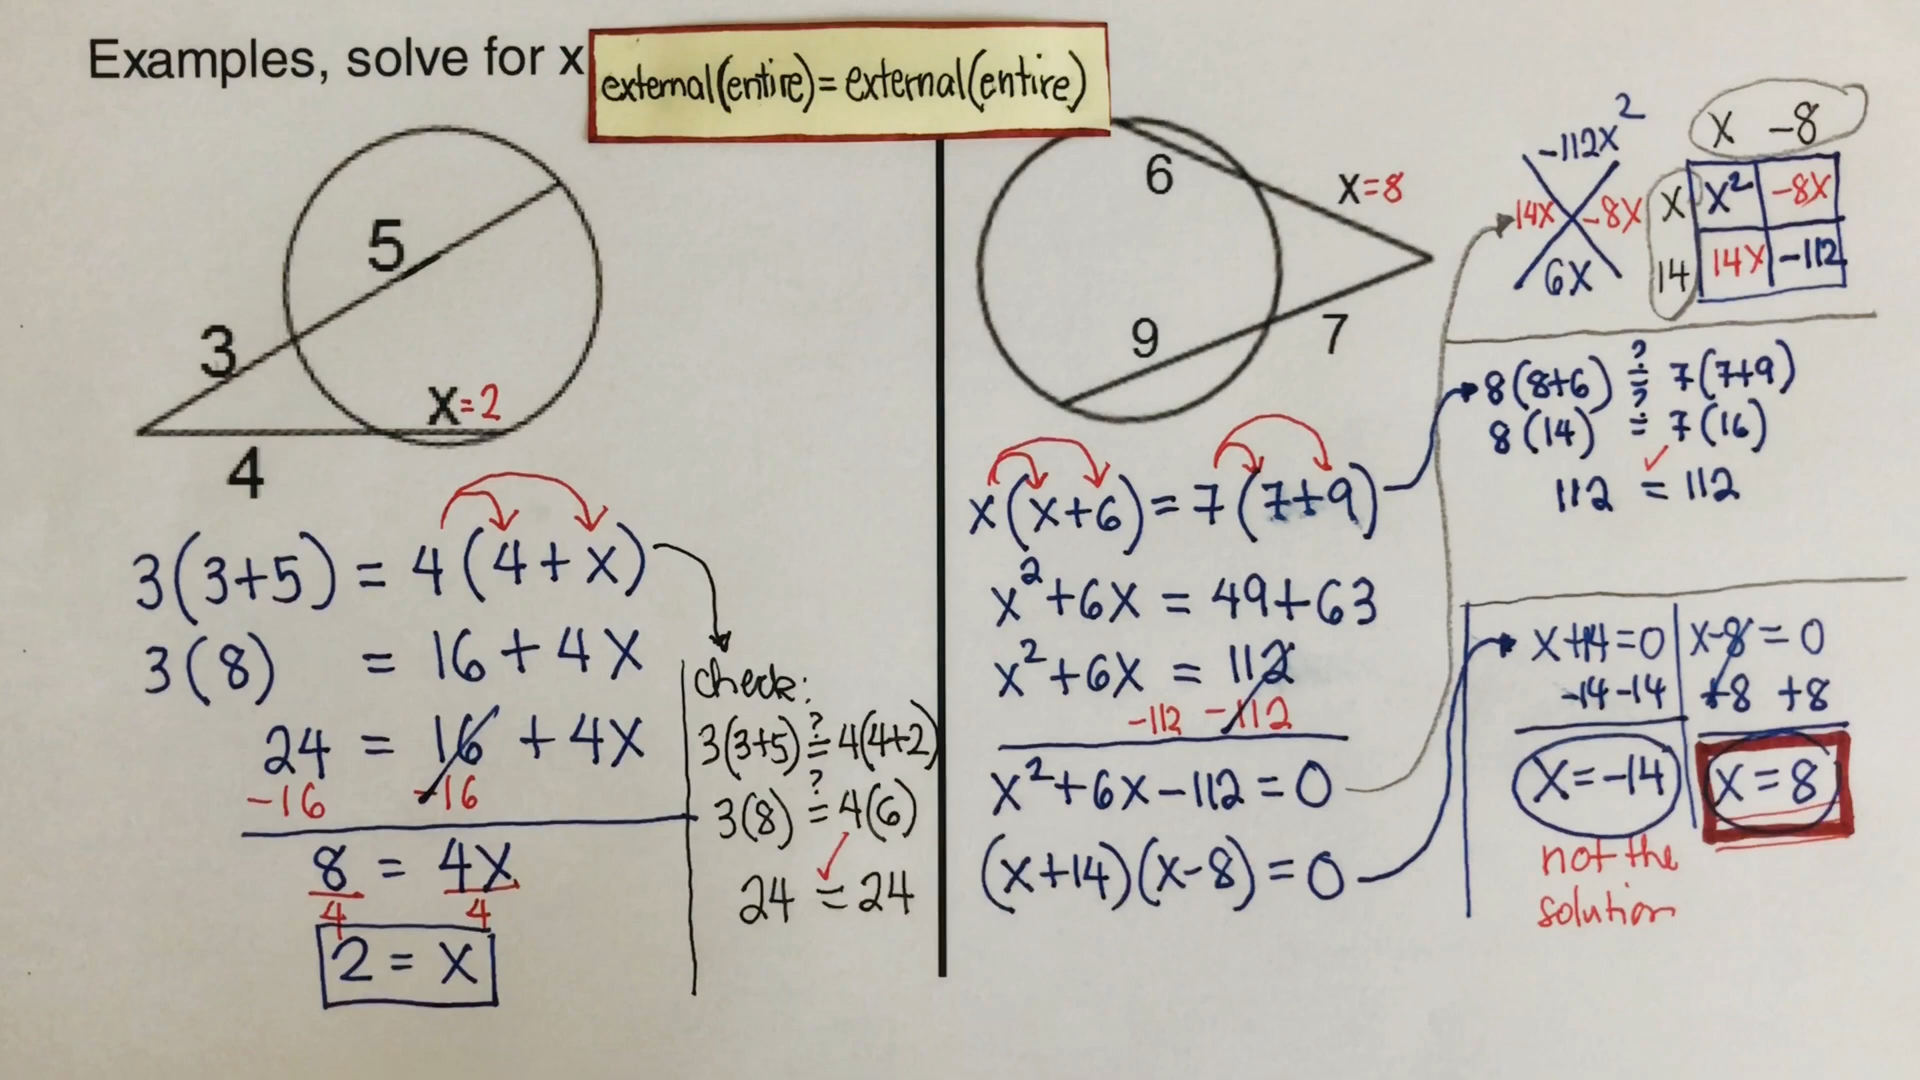 Examples, solve for x
external(entire) = external(entire)
5
3
x=2
4
3(3+5) = 4(4+x)
3(8) = 16+4x
24 = 16 + 4x
-16 -16
8 = 4x
4 4
2 = x
check:
3(3+5) ≟ 4(4+2)
3(8) ≟ 4(6)
✓
24 = 24
6
x=8
9
7
x(x+6) = 7(7+9)
x²+6x = 49+63
x²+6x = 112
-112 -112
x²+6x-112 = 0
(x+14)(x-8) = 0
-112x²
14x -8x
6x
x -8
x x² -8x
14 14x -112
8(8+6) ≟ 7(7+9)
8(14) ≟ 7(16)
✓
112 = 112
x+14=0 x-8=0
-14-14 +8 +8
x=-14 x=8
not the
solution